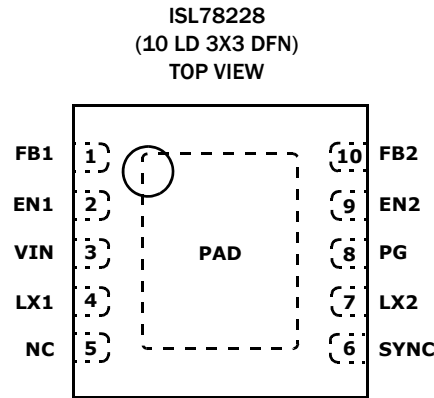 ISL78228
(10 LD 3X3 DFN)
TOP VIEW
FB1 1 10 FB2
EN1 2 9 EN2
VIN 3 PAD 8 PG
LX1 4 7 LX2
NC 5 6 SYNC